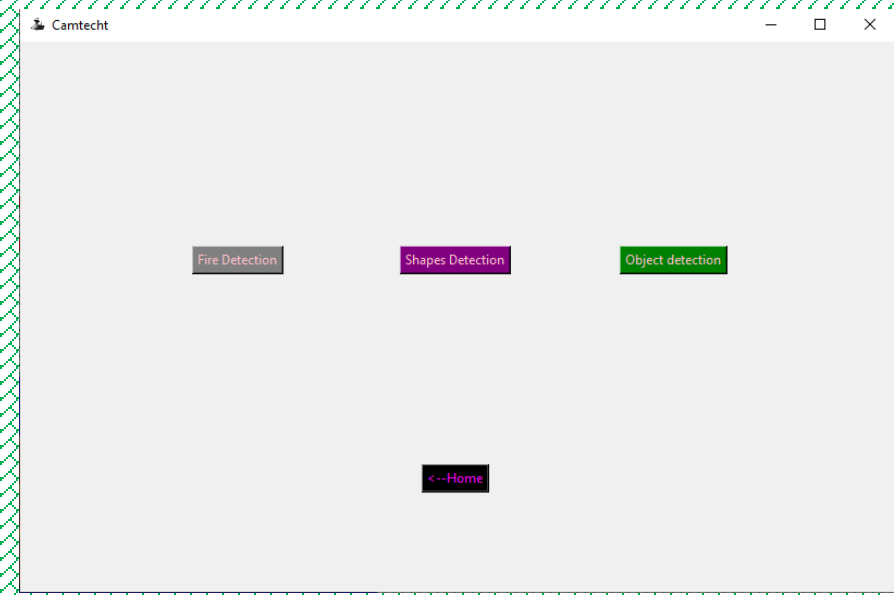 Camtecht
Fire Detection
Shapes Detection
Object detection
<--Home